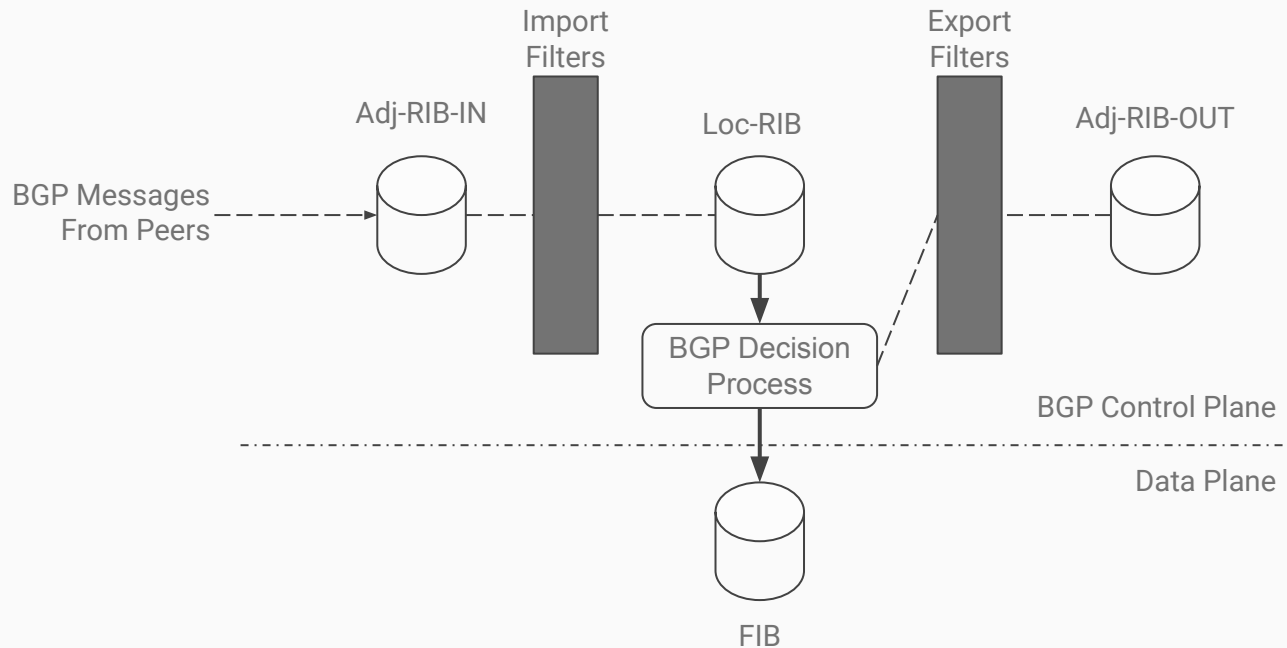 Import
Filters
Export
Filters
Adj-RIB-IN
Loc-RIB
Adj-RIB-OUT
BGP Messages
From Peers
BGP Decision
Process
BGP Control Plane
Data Plane
FIB